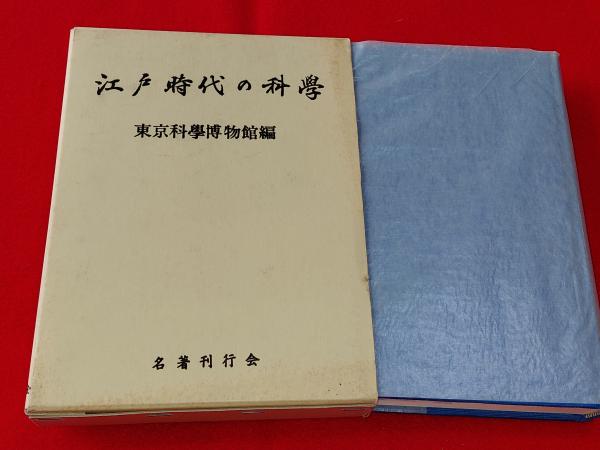 江戸時代の科學
東京科學博物館編
名著刊行会